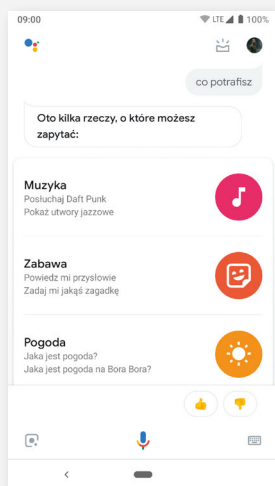 09:00
LTE 100%
co potrafisz
Oto kilka rzeczy, o które możesz
zapytać:
Muzyka
Posłuchaj Daft Punk
Pokaż utwory jazzowe
Zabawa
Powiedz mi przysłowie
Zadaj mi jakąś zagadkę
Pogoda
Jaka jest pogoda?
Jaka jest pogoda na Bora Bora?